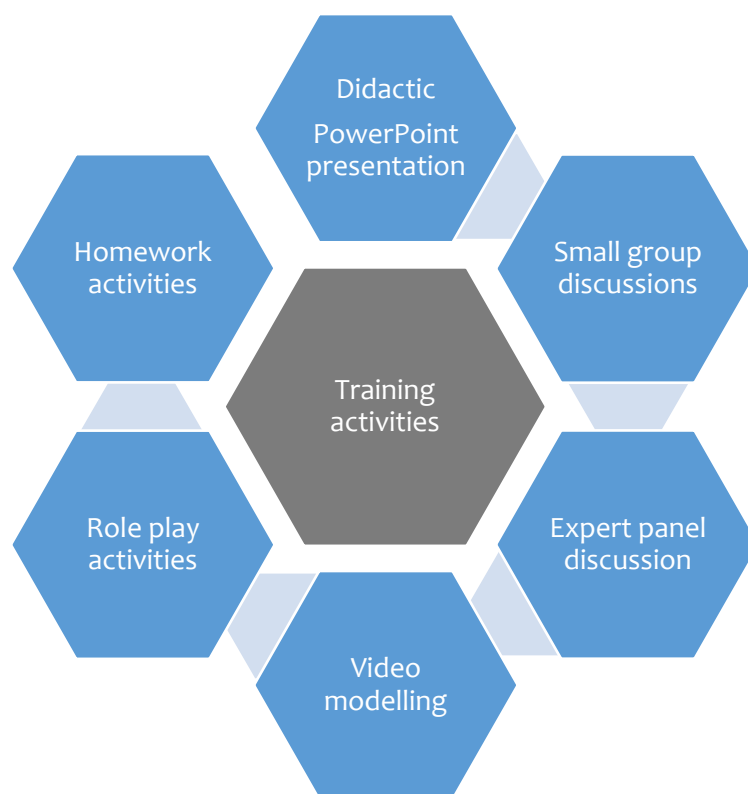 Didactic
PowerPoint
presentation
Small group
discussions
Expert panel
discussion
Video
modelling
Role play
activities
Homework
activities
Training
activities